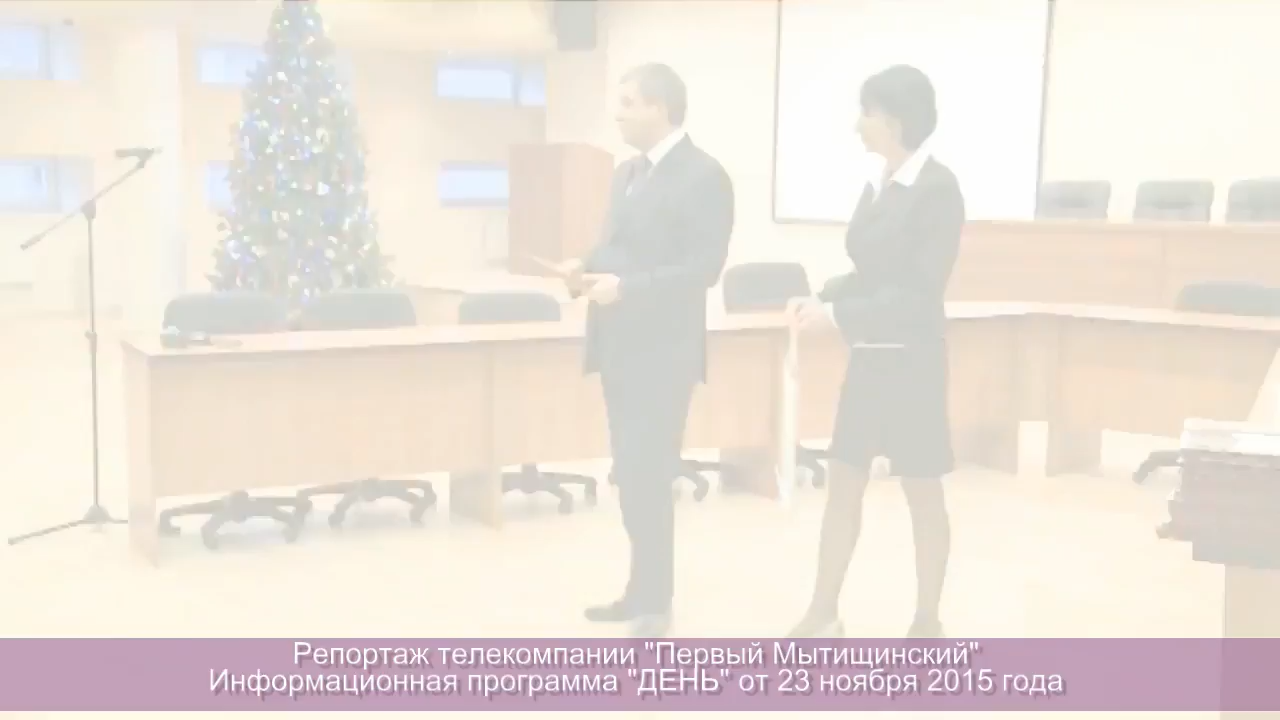 Репортаж телекомпании "Первый Мытищинский"
Информационная программа "ДЕНЬ" от 23 ноября 2015 года